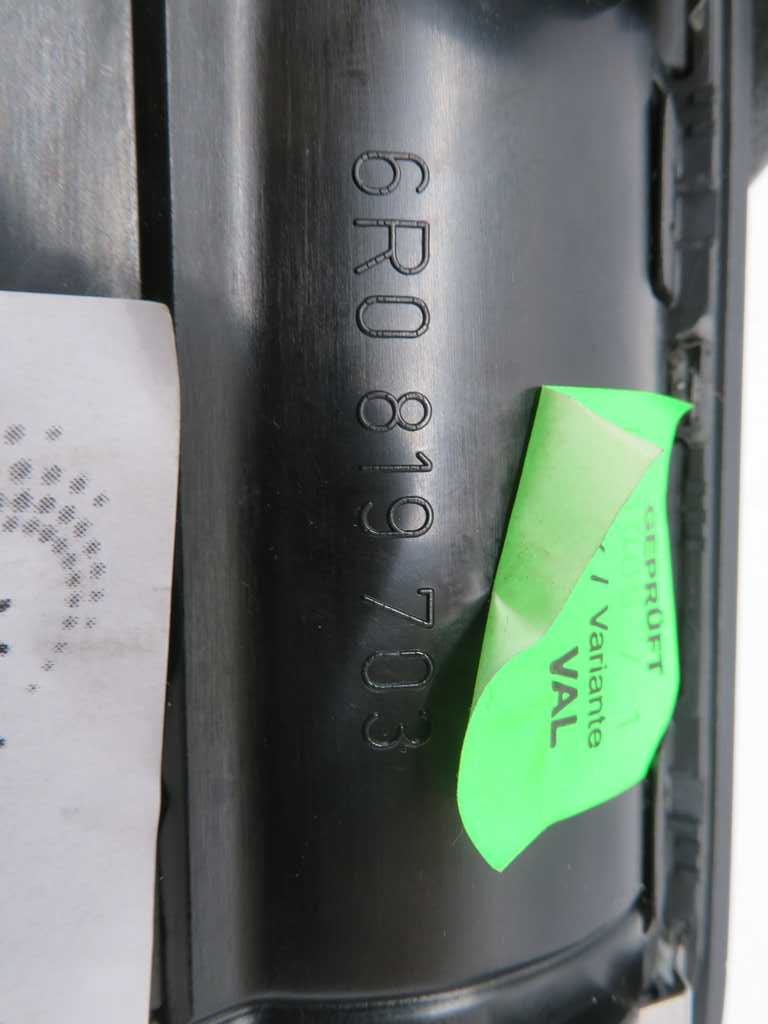 6R0 819 703
GEPRÜFT
/ Variante
VAL